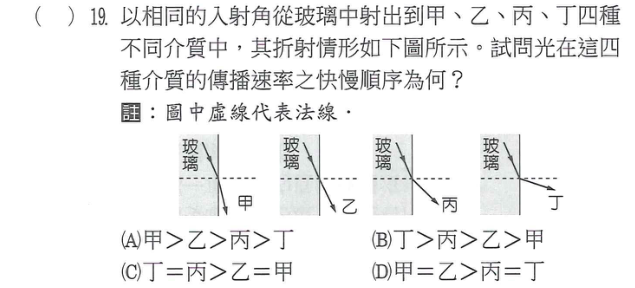 (　) 19. 以相同的入射角從玻璃中射出到甲、乙、丙、丁四種
不同介質中，其折射情形如下圖所示。試問光在這四
種介質的傳播速率之快慢順序為何？
註：圖中虛線代表法線．
玻璃 甲 玻璃 乙 玻璃 丙 玻璃 丁
(A)甲＞乙＞丙＞丁 (B)丁＞丙＞乙＞甲
(C)丁＝丙＞乙＝甲 (D)甲＝乙＞丙＝丁